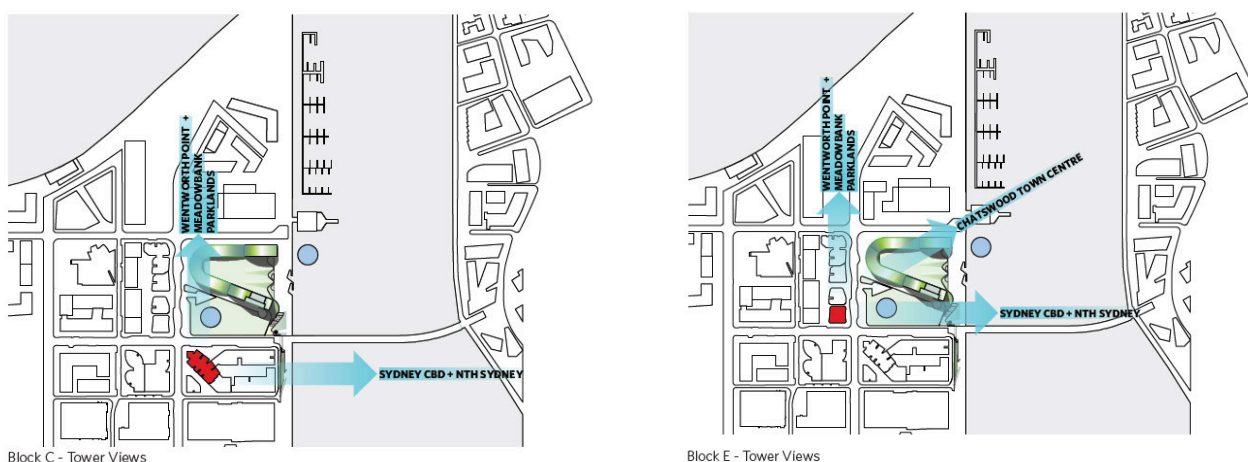 WENTWORTH POINT +
MEADOWBANK
PARKLANDS
SYDNEY CBD + NTH SYDNEY
Block C - Tower Views
WENTWORTH POINT +
MEADOWBANK
PARKLANDS
CHATSWOOD TOWN CENTRE
SYDNEY CBD + NTH SYDNEY
Block E - Tower Views